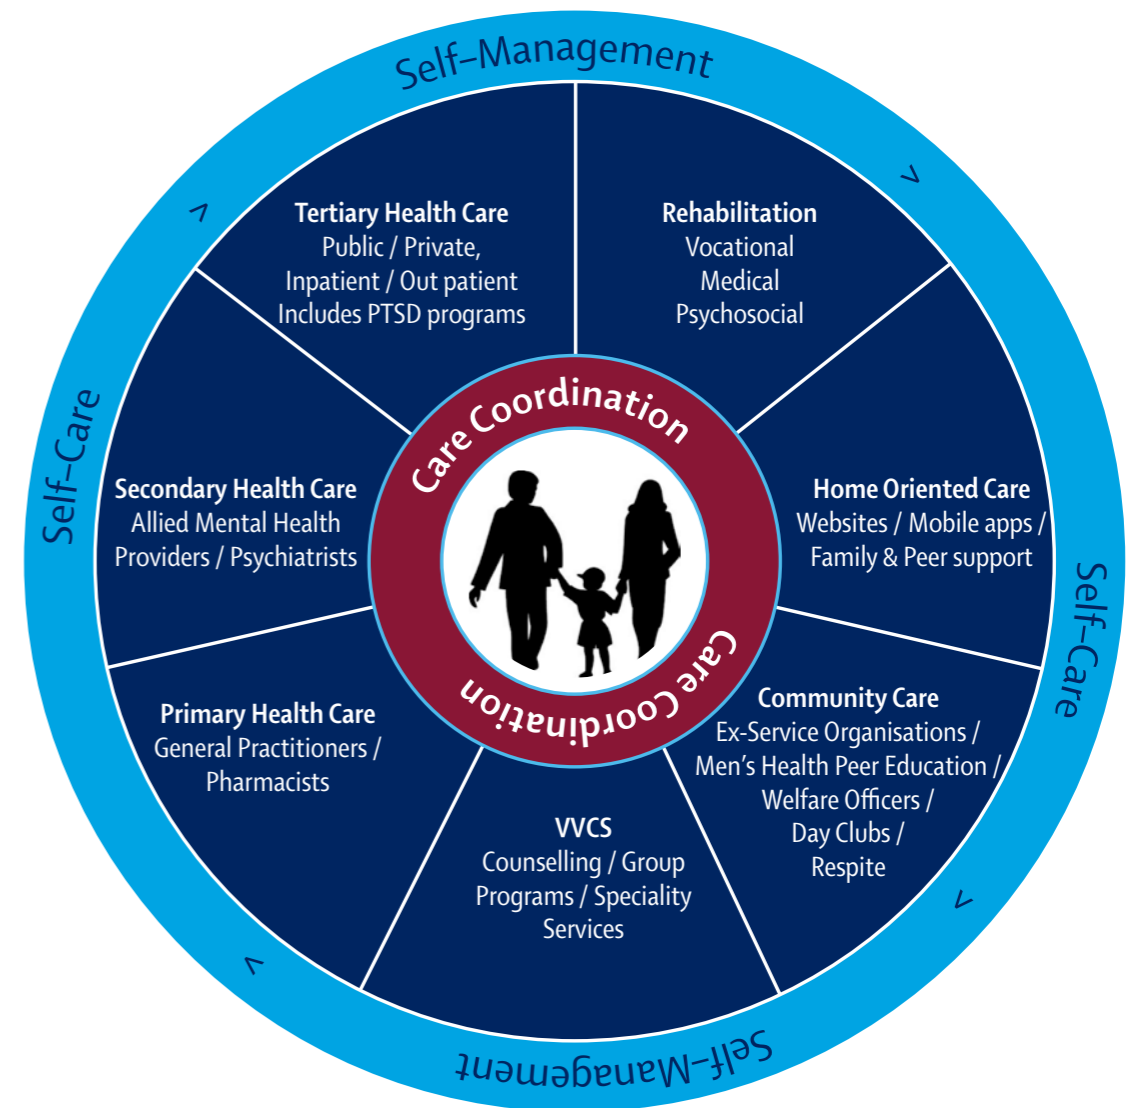 Self–Management
>
Tertiary Health Care
Public / Private,
Inpatient / Out patient
Includes PTSD programs
Rehabilitation
Vocational
Medical
Psychosocial
>
Care Coordination
Self–Care
Secondary Health Care
Allied Mental Health
Providers / Psychiatrists
Home Oriented Care
Websites / Mobile apps /
Family & Peer support
Self–Care
Care Coordination
Primary Health Care
General Practitioners /
Pharmacists
Community Care
Ex-Service Organisations /
Men’s Health Peer Education /
Welfare Officers /
Day Clubs /
Respite
VVCS
Counselling / Group
Programs / Speciality
Services
>
>
Self–Management